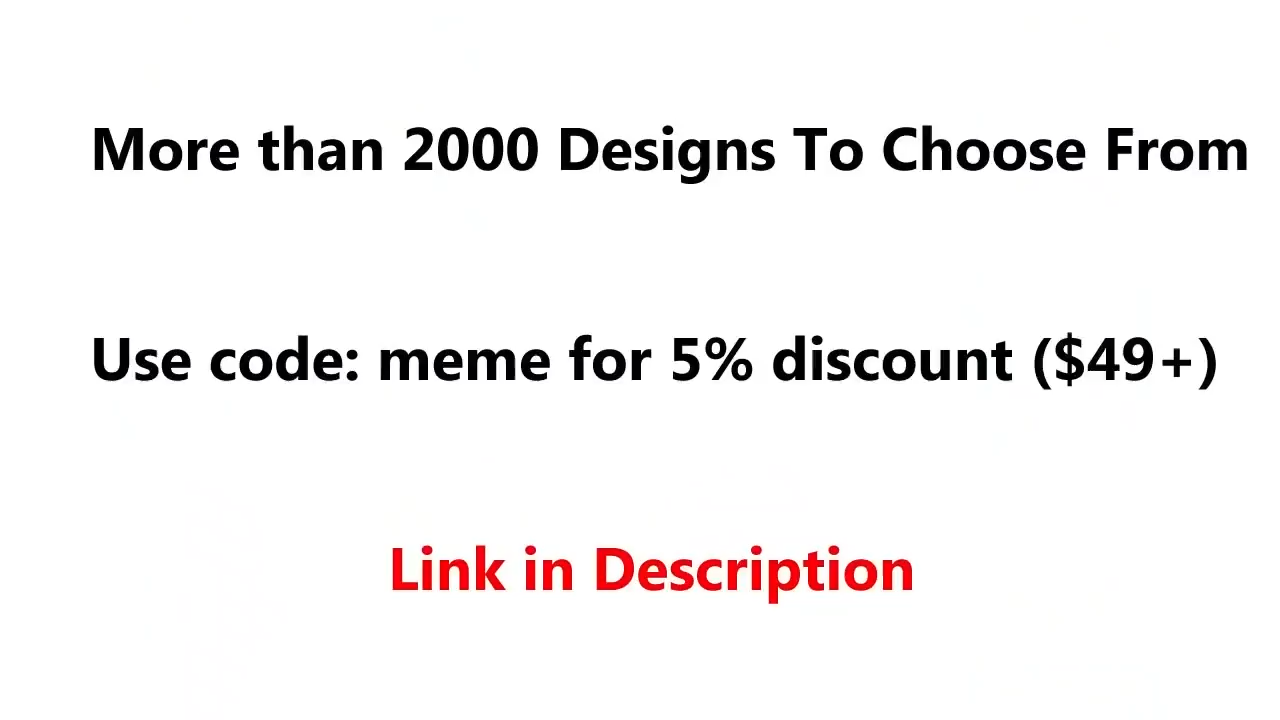 More than 2000 Designs To Choose From
Use code: meme for 5% discount ($49+)
Link in Description